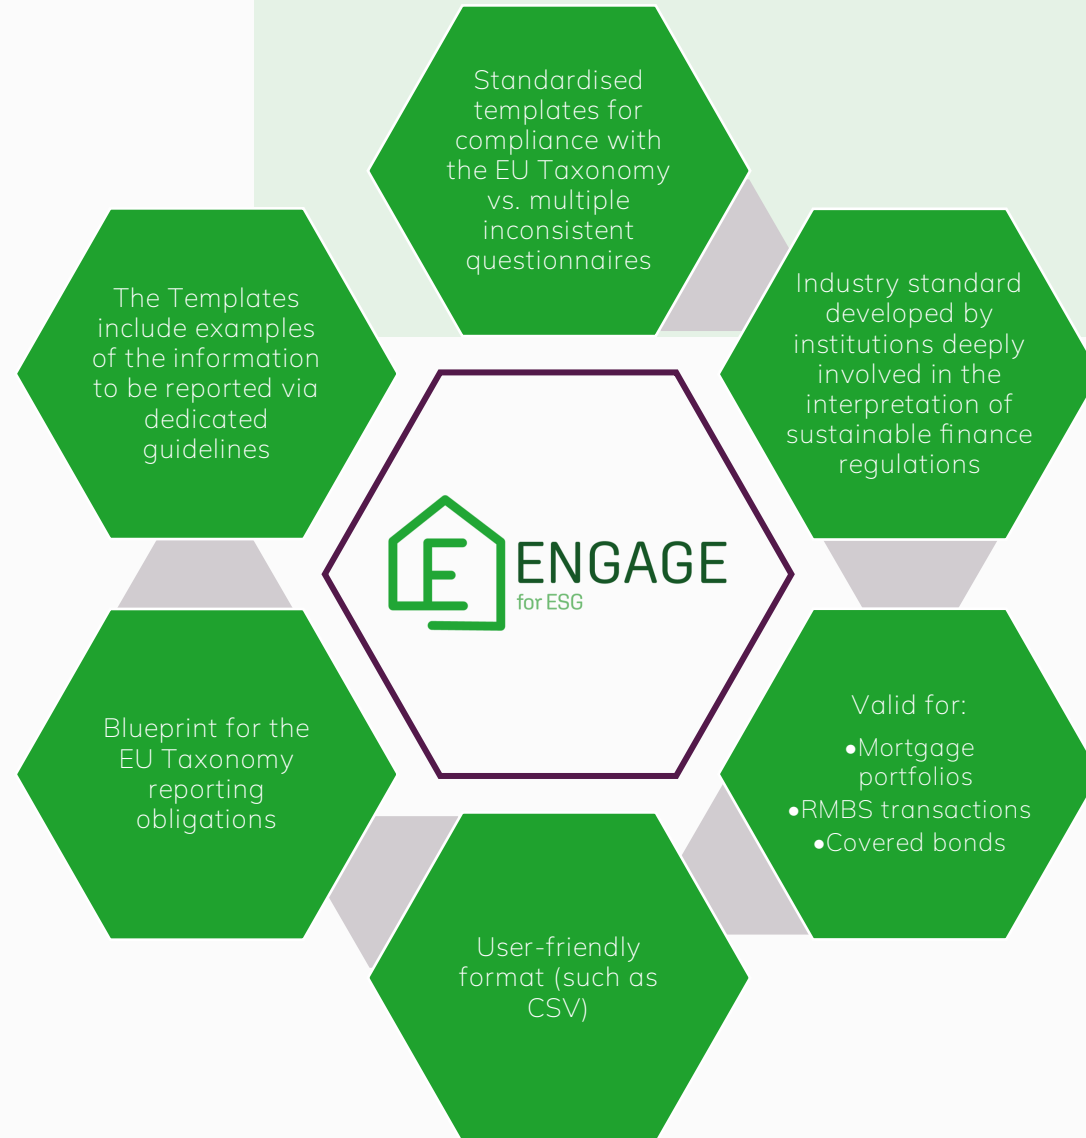 Standardised
templates for
compliance with
the EU Taxonomy
vs. multiple
inconsistent
questionnaires
Industry standard
developed by
institutions deeply
involved in the
interpretation of
sustainable finance
regulations
Valid for:
•Mortgage
portfolios
•RMBS transactions
•Covered bonds
User-friendly
format (such as
CSV)
Blueprint for the
EU Taxonomy
reporting
obligations
The Templates
include examples
of the information
to be reported via
dedicated
guidelines
ENGAGE
for ESG